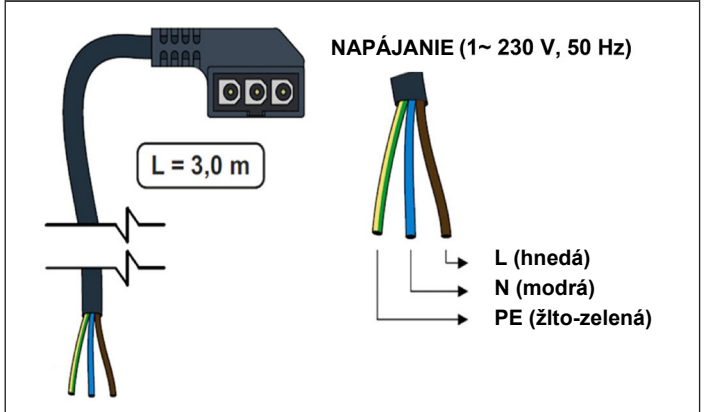 NAPÁJANIE (1~ 230 V, 50 Hz)
L = 3,0 m
L (hnedá)
N (modrá)
PE (žlto-zelená)